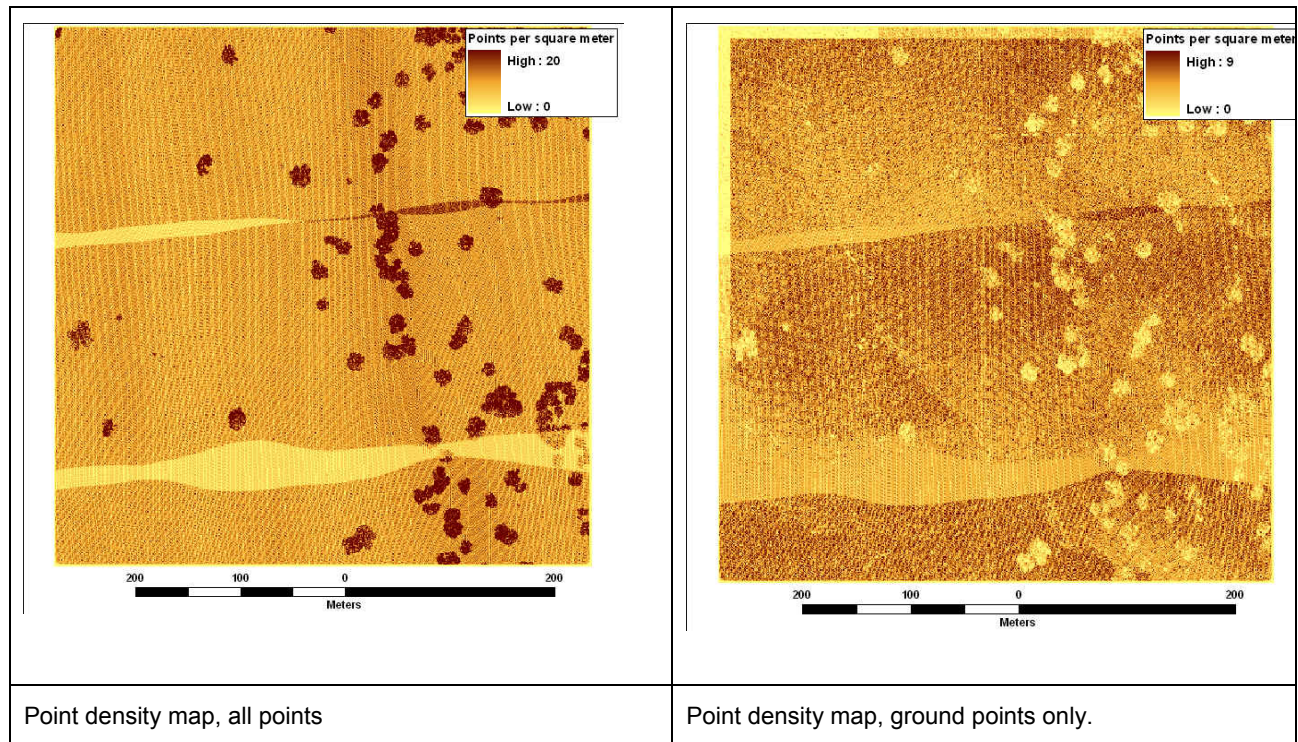 Points per square meter
High : 20
Low : 0
200 100 0 200
Meters
Points per square meter
High : 9
Low : 0
200 100 0 200
Meters
Point density map, all points
Point density map, ground points only.